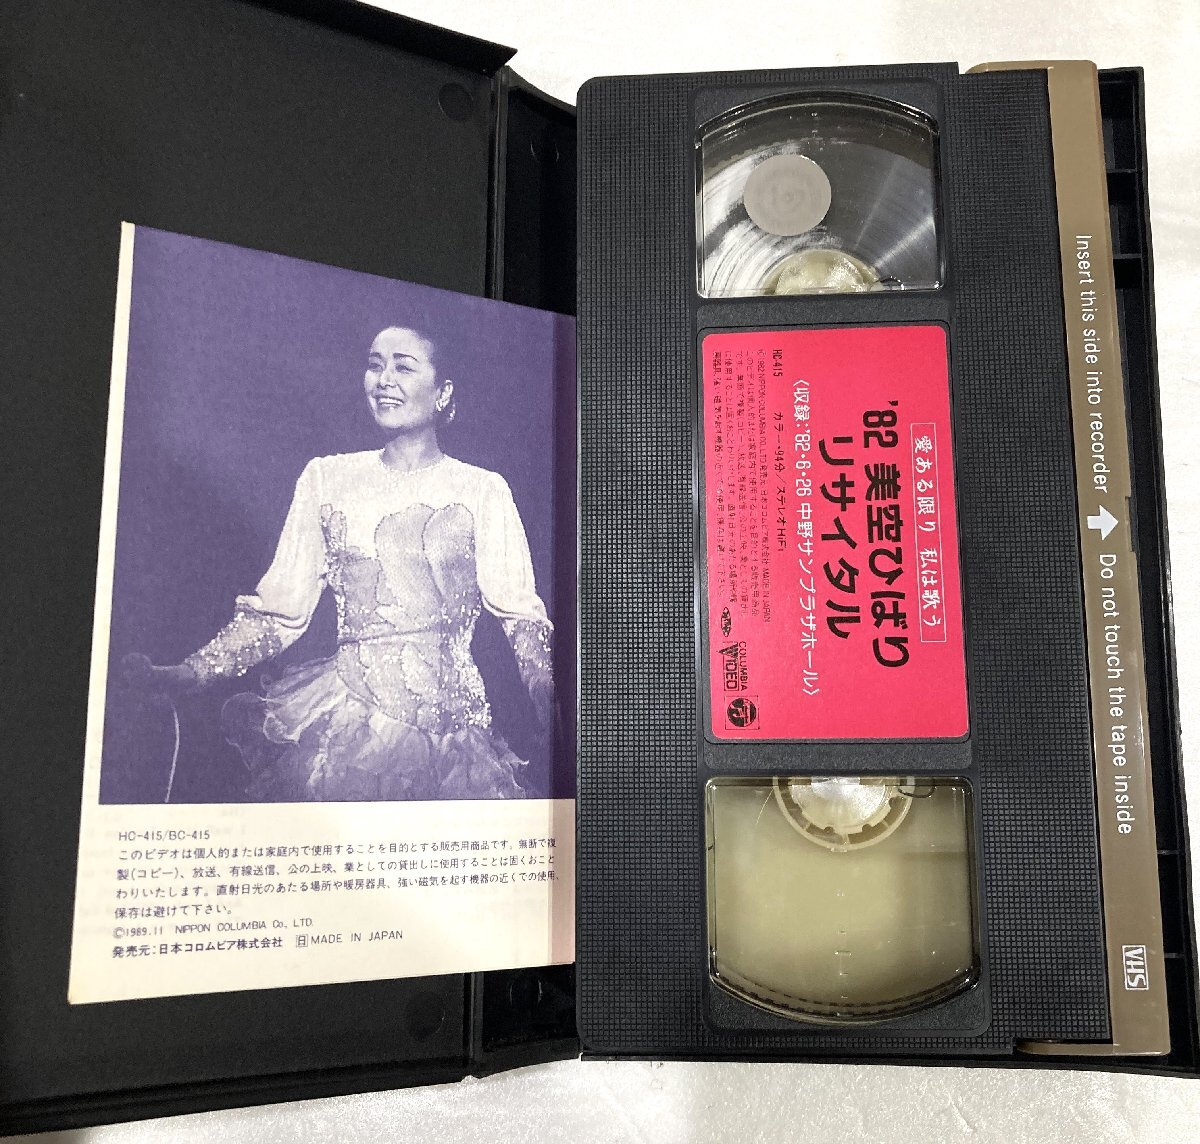 HC-415/BC-415
このビデオは個人的または家庭内で使用することを目的とする販売用商品です。無断で複
製(コピー)、放送、有線送信、公の上映、業としての貸出しに使用することは固くおこと
わりいたします。直射日光のあたる場所や暖房器具、強い磁気を起す機器の近くでの使用、
保存は避けて下さい。
©1989.11 NIPPON COLUMBIA CO., LTD.
発売元:日本コロムビア株式会社 日 MADE IN JAPAN
愛ある限り 私は歌う
'82 美空ひばり
リサイタル
〈収録:'82・6・26 中野サンプラザホール〉
HC-415 カラー・94分/ステレオHiFi
COLUMBIA
VIDEO
Insert this side into recorder Do not touch the tape inside
VHS